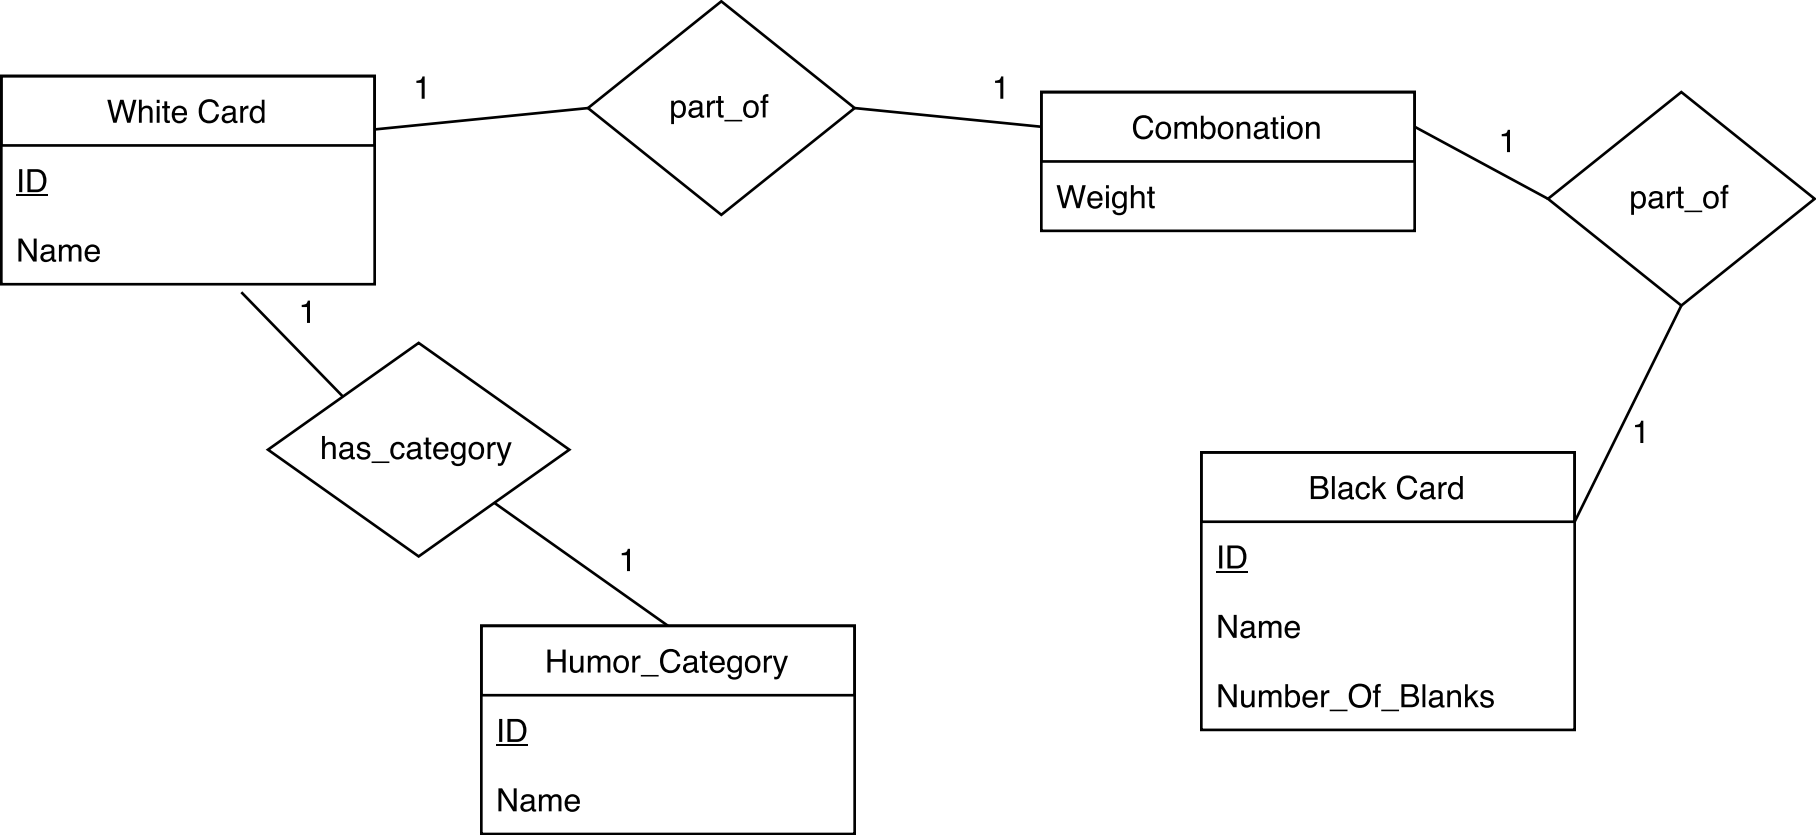 White Card
ID
Name
1
part_of
1
Combonation
Weight
1
part_of
1
Black Card
ID
Name
Number_Of_Blanks
1
has_category
1
Humor_Category
ID
Name